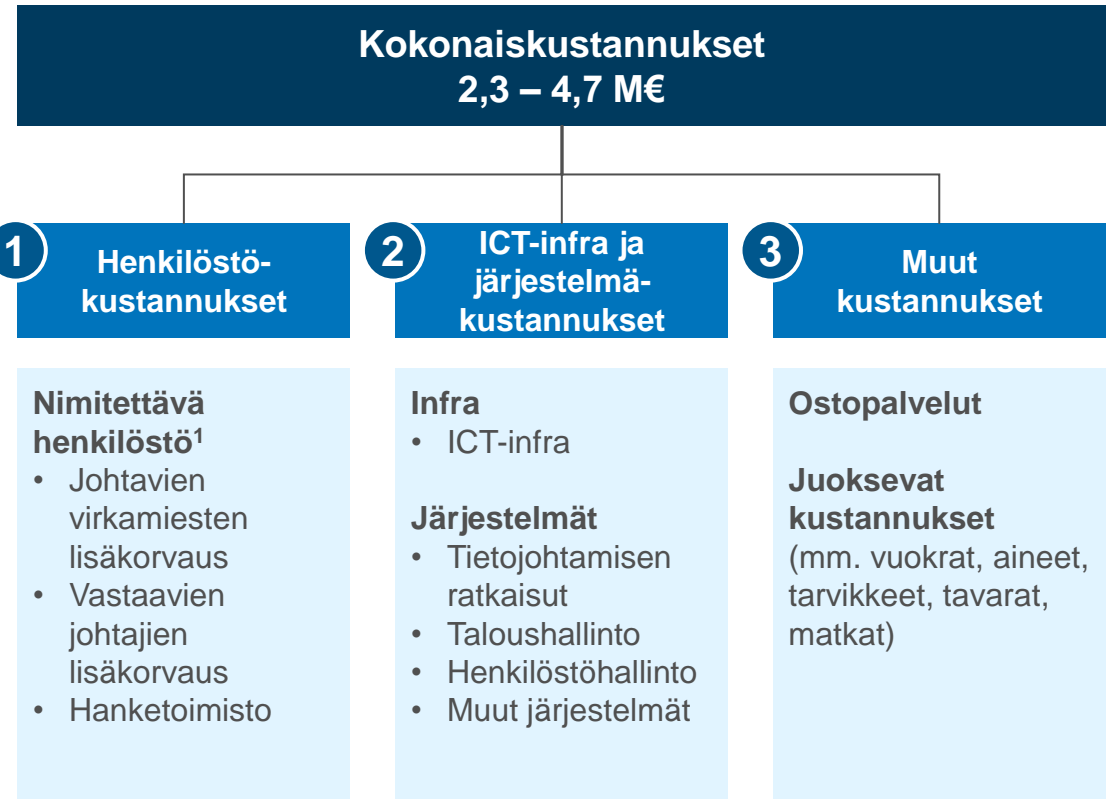 Kokonaiskustannukset
2,3 – 4,7 M€
1
Henkilöstö-
kustannukset
2
ICT-infra ja
järjestelmä-
kustannukset
3
Muut
kustannukset
Nimitettävä
henkilöstö¹
• Johtavien
virkamiesten
lisäkorvaus
• Vastaavien
johtajien
lisäkorvaus
• Hanketoimisto
Infra
• ICT-infra
Järjestelmät
• Tietojohtamisen
ratkaisut
• Taloushallinto
• Henkilöstöhallinto
• Muut järjestelmät
Ostopalvelut
Juoksevat
kustannukset
(mm. vuokrat, aineet,
tarvikkeet, tavarat,
matkat)